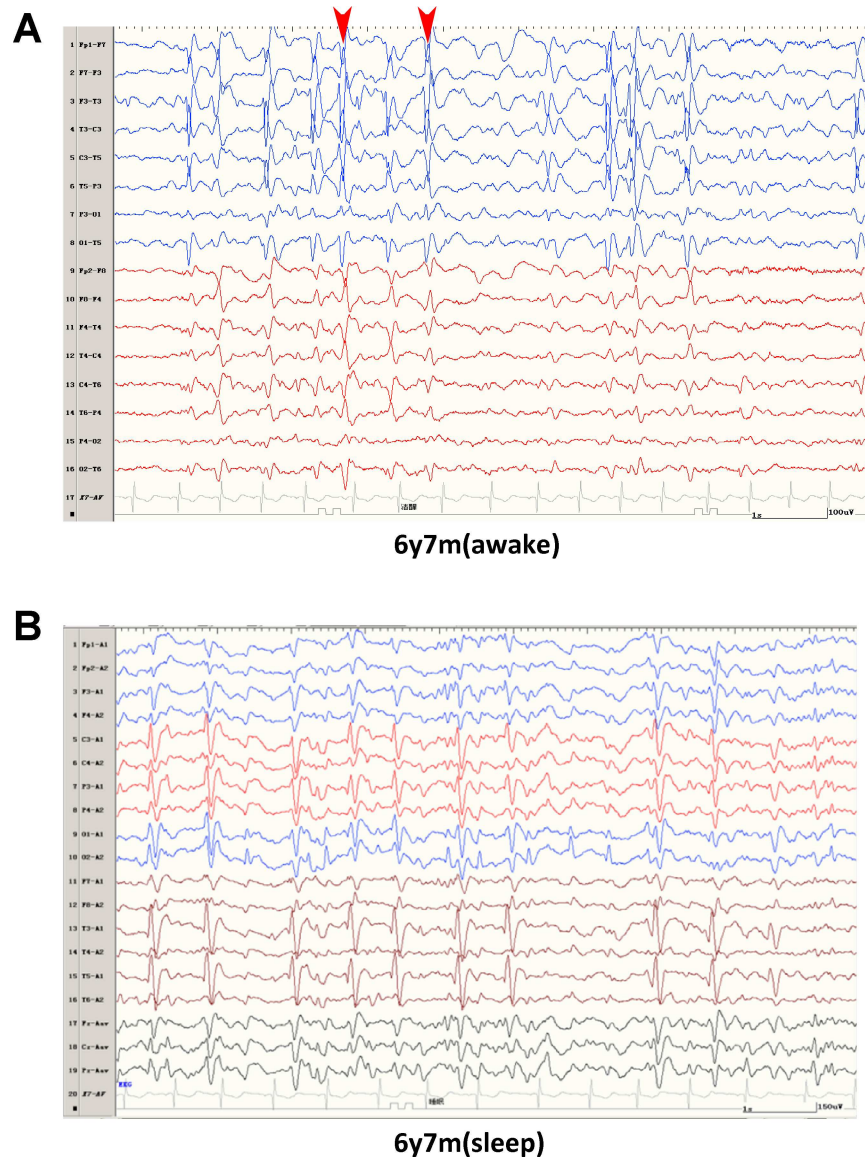 A
1 Fp1-F7
2 F7-F3
3 F3-T3
4 T3-C3
5 C3-T5
6 T5-P3
7 P3-O1
8 O1-T5
9 Fp2-F8
10 F8-F4
11 F4-T4
12 T4-C4
13 C4-T6
14 T6-P4
15 P4-O2
16 O2-T6
17 X7-AV
清醒
1s 100uV
6y7m(awake)
B
1 Fp1-A1
2 Fp2-A2
3 F3-A1
4 F4-A2
5 C3-A1
6 C4-A2
7 P3-A1
8 P4-A2
9 O1-A1
10 O2-A2
11 F7-A1
12 F8-A2
13 T3-A1
14 T4-A2
15 T5-A1
16 T6-A2
17 Fz-Aav
18 Cz-Aav
19 Pz-Aav
EEG
20 X7-AV
睡眠
1s 150uV
6y7m(sleep)